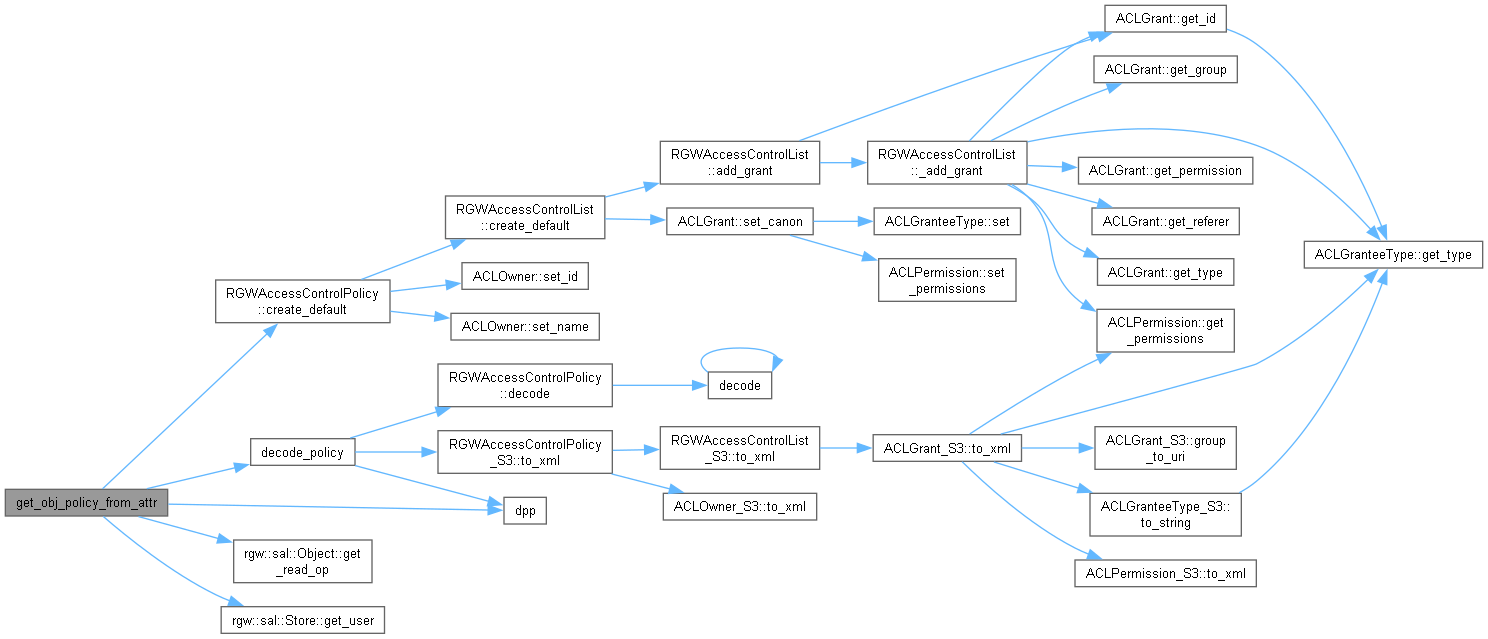 get_obj_policy_from_attr
RGWAccessControlPolicy
::create_default
RGWAccessControlList
::create_default
RGWAccessControlList
::add_grant
RGWAccessControlList
::_add_grant
ACLGrant::get_id
ACLGrant::get_group
ACLGrant::get_permission
ACLGrant::get_referer
ACLGrant::get_type
ACLPermission::get
_permissions
ACLGranteeType::get_type
ACLGrant::set_canon
ACLGranteeType::set
ACLPermission::set
_permissions
ACLOwner::set_id
ACLOwner::set_name
decode_policy
RGWAccessControlPolicy
::decode
decode
RGWAccessControlPolicy
_S3::to_xml
RGWAccessControlList
_S3::to_xml
ACLGrant_S3::to_xml
ACLGrant_S3::group
_to_uri
ACLGranteeType_S3::
to_string
ACLPermission_S3::to_xml
ACLOwner_S3::to_xml
dpp
rgw::sal::Object::get
_read_op
rgw::sal::Store::get_user